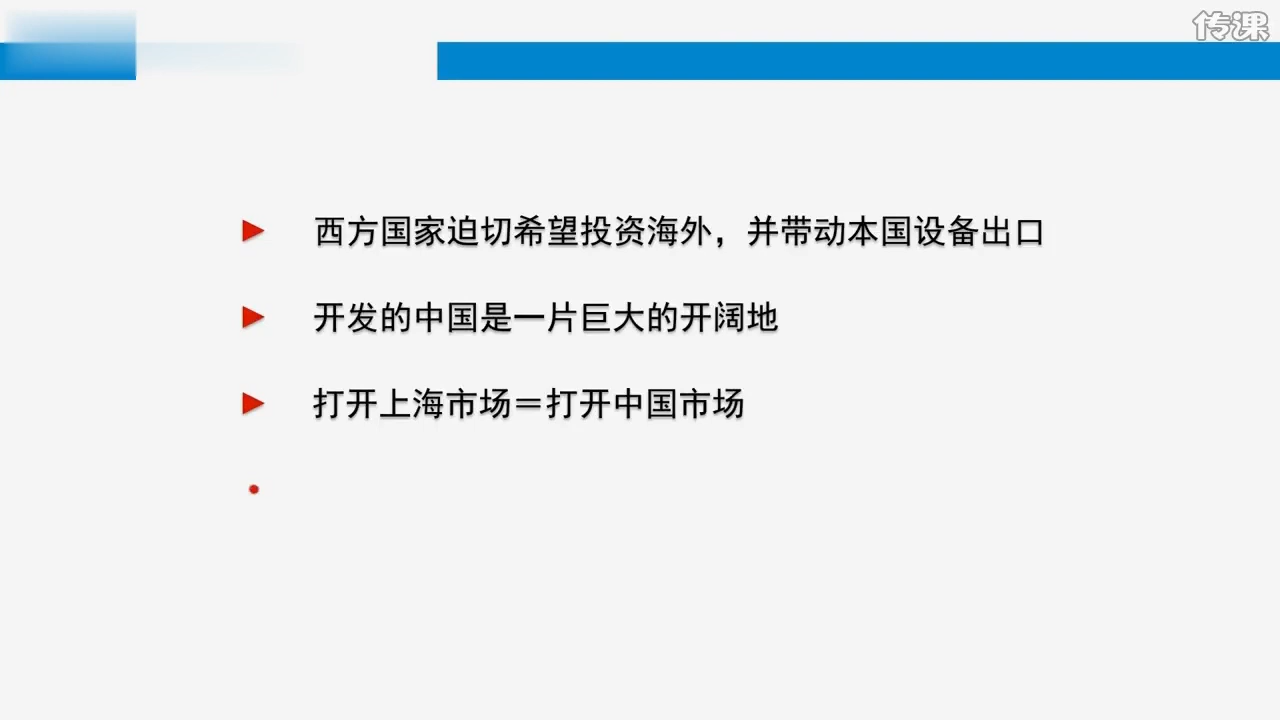 传课
西方国家迫切希望投资海外，并带动本国设备出口
开发的中国是一片巨大的开阔地
打开上海市场＝打开中国市场